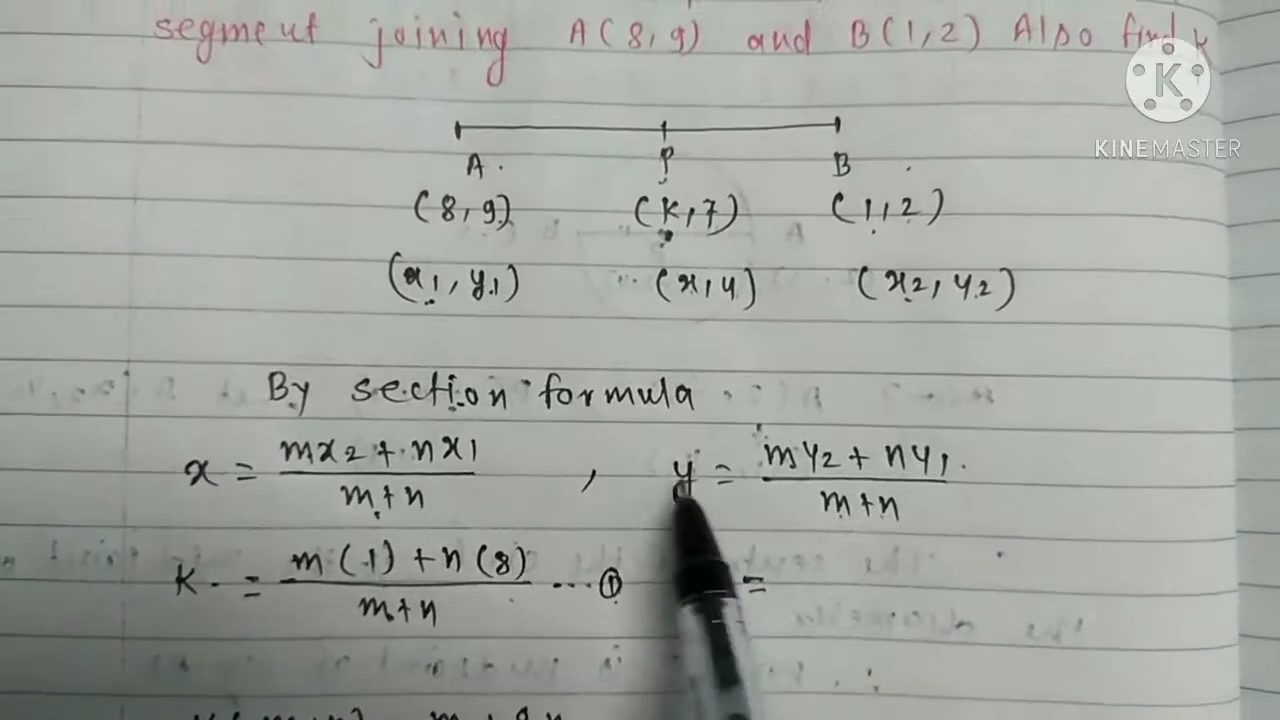 segment joining A(8,9) and B(1,2) Also find k
K
KINEMASTER
A P B
(8,9) (k,7) (1,2)
(x1, y1) (x,y) (x2, y2)
By section formula
x = mx2 + nx1 / m+n , y = my2 + ny1 / m+n
K = m(1) + n(8) / m+n ... ① =